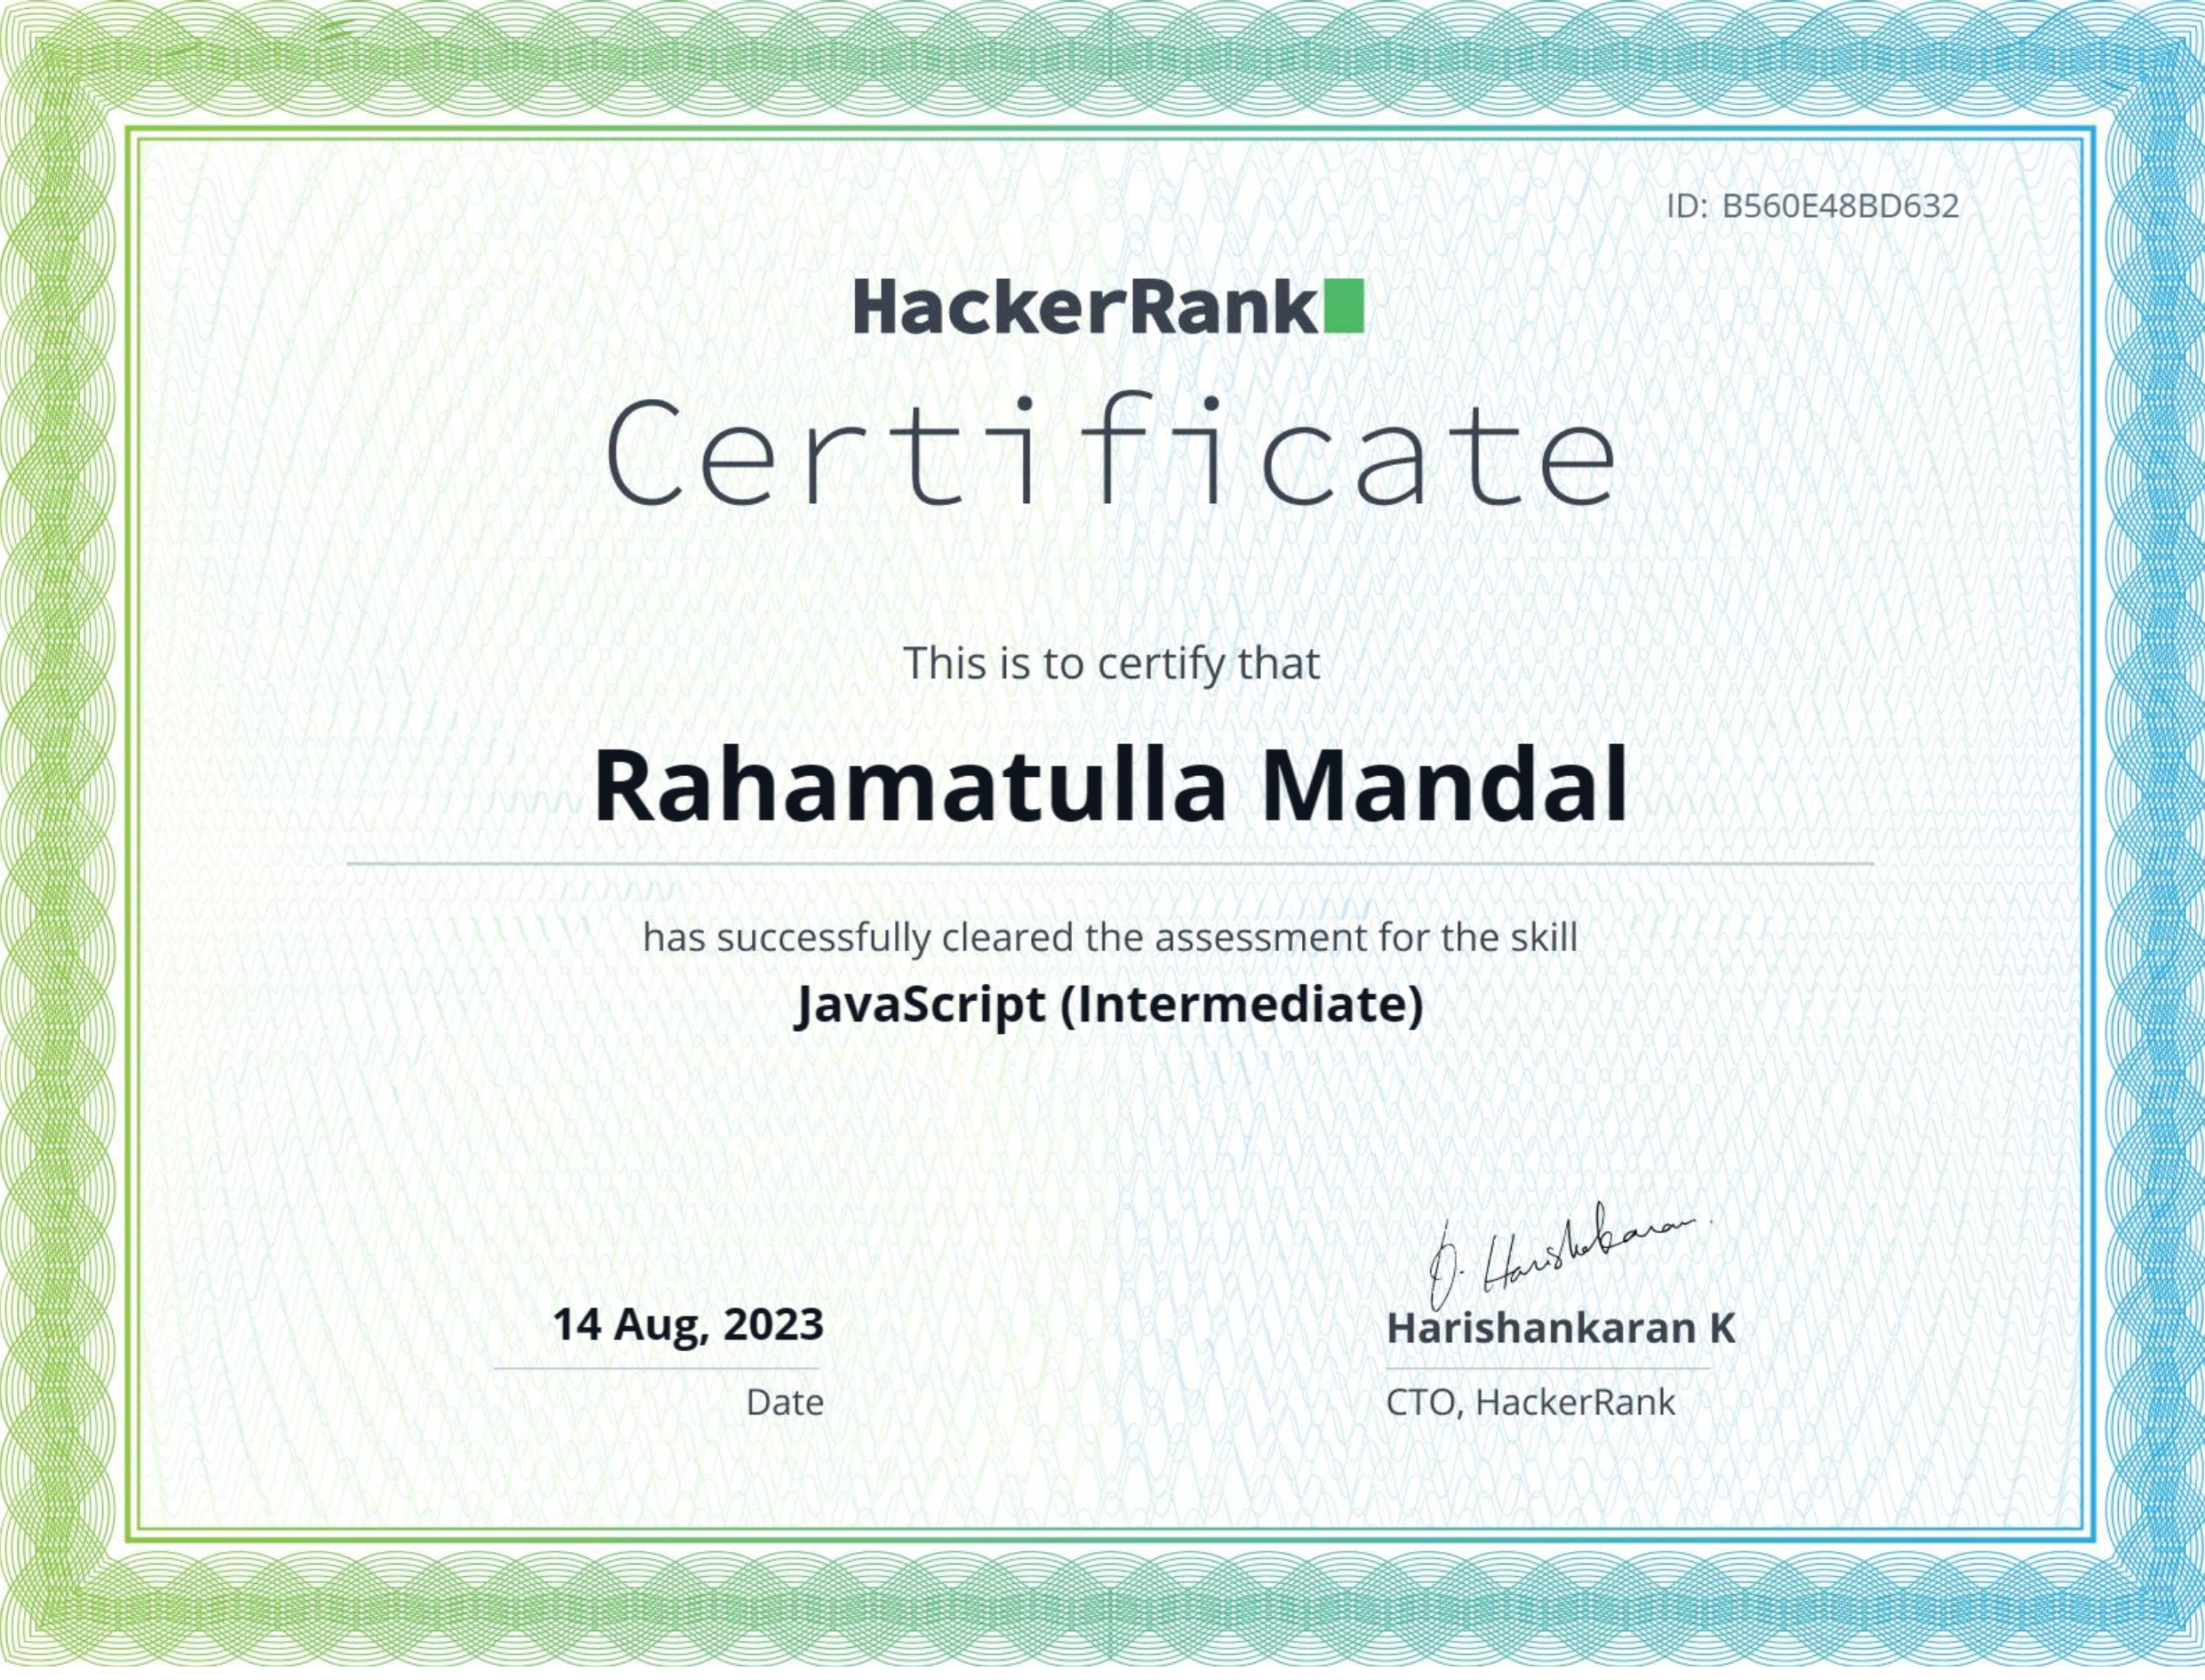 ID: B560E48BD632
HackerRank
Certificate
This is to certify that
Rahamatulla Mandal
has successfully cleared the assessment for the skill
JavaScript (Intermediate)
14 Aug, 2023
Date
Harishankaran K
CTO, HackerRank